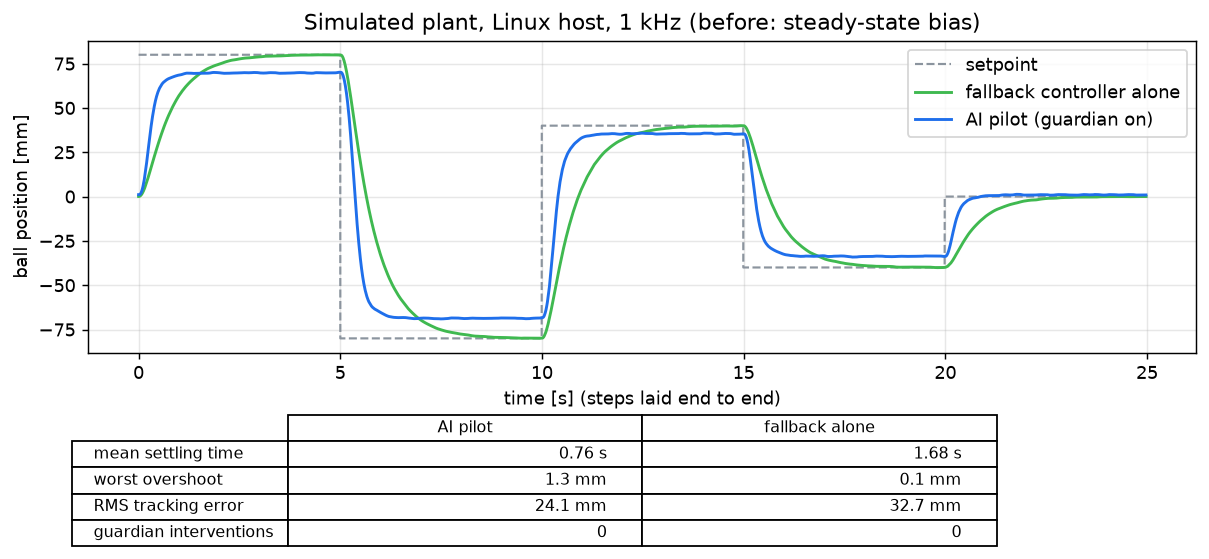 Simulated plant, Linux host, 1 kHz (before: steady-state bias)
ball position [mm]
75
50
25
0
−25
−50
−75
setpoint
fallback controller alone
AI pilot (guardian on)
0 5 10 15 20 25
time [s] (steps laid end to end)
AI pilot fallback alone
mean settling time 0.76 s 1.68 s
worst overshoot 1.3 mm 0.1 mm
RMS tracking error 24.1 mm 32.7 mm
guardian interventions 0 0